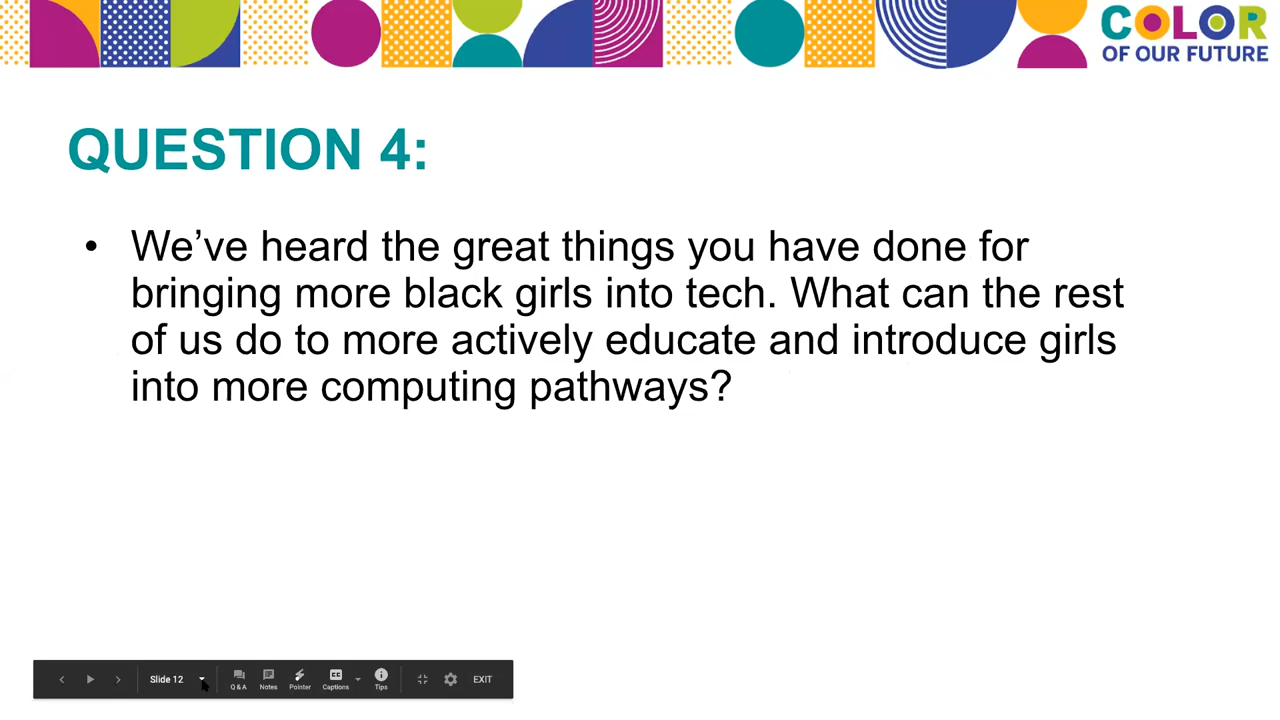 COLOR
OF OUR FUTURE
QUESTION 4:
• We’ve heard the great things you have done for
bringing more black girls into tech. What can the rest
of us do to more actively educate and introduce girls
into more computing pathways?
Slide 12
Q & A
Notes
Pointer
CC
Captions
Tips
EXIT